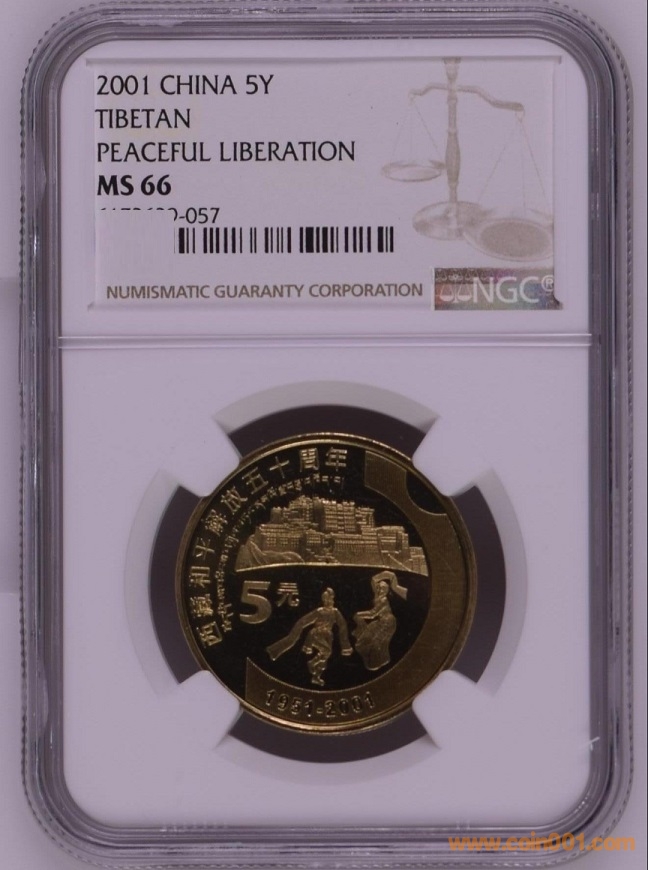 2001 CHINA 5Y
TIBETAN
PEACEFUL LIBERATION
MS 66
-057
NUMISMATIC GUARANTY CORPORATION
NGC®
西藏和平解放五十周年
5元
1951-2001
www.coin001.com